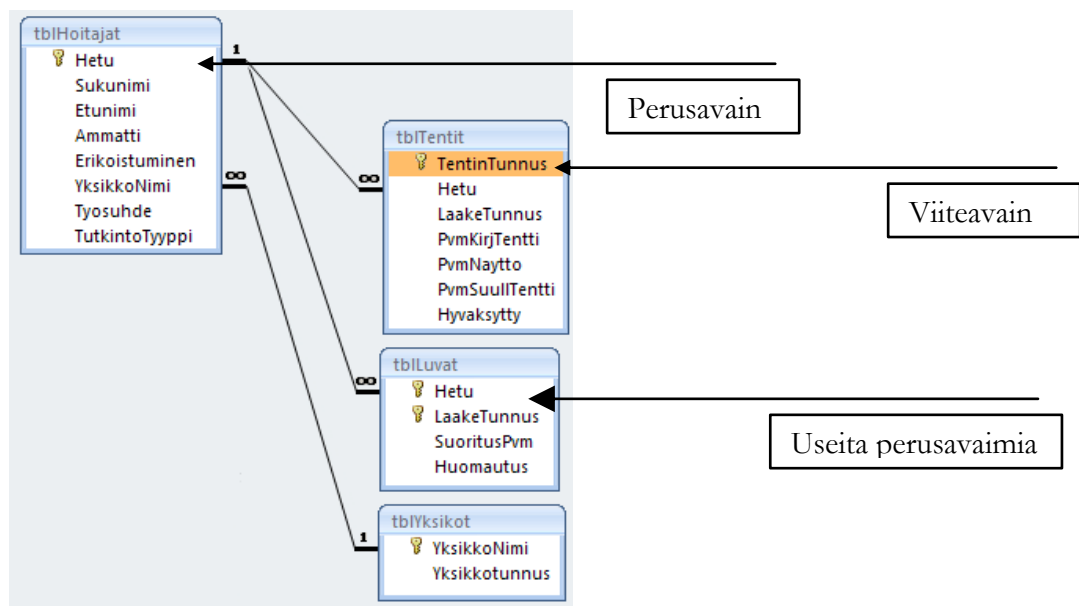 tblHoitajat
Hetu
Sukunimi
Etunimi
Ammatti
Erikoistuminen
YksikkoNimi
Tyosuhde
TutkintoTyyppi
1
∞
Perusavain
tblTentit
TentinTunnus
Hetu
LaakeTunnus
PvmKirjTentti
PvmNaytto
PvmSuullTentti
Hyvaksytty
∞
Viiteavain
tblLuvat
Hetu
LaakeTunnus
SuoritusPvm
Huomautus
∞
Useita perusavaimia
tblYksikot
YksikkoNimi
Yksikkotunnus
1